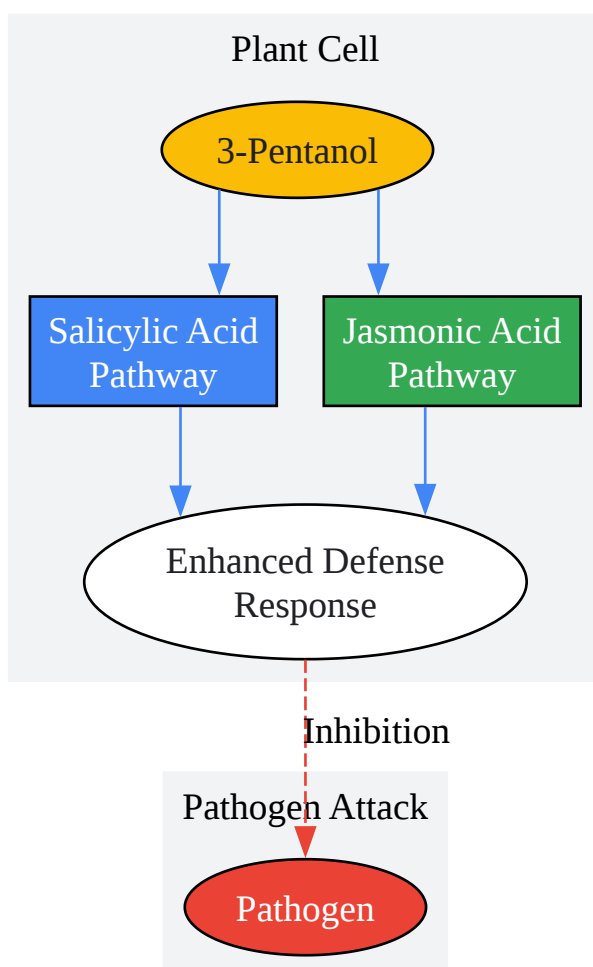 Plant Cell
3-Pentanol
Salicylic Acid
Pathway
Jasmonic Acid
Pathway
Enhanced Defense
Response
Inhibition
Pathogen Attack
Pathogen